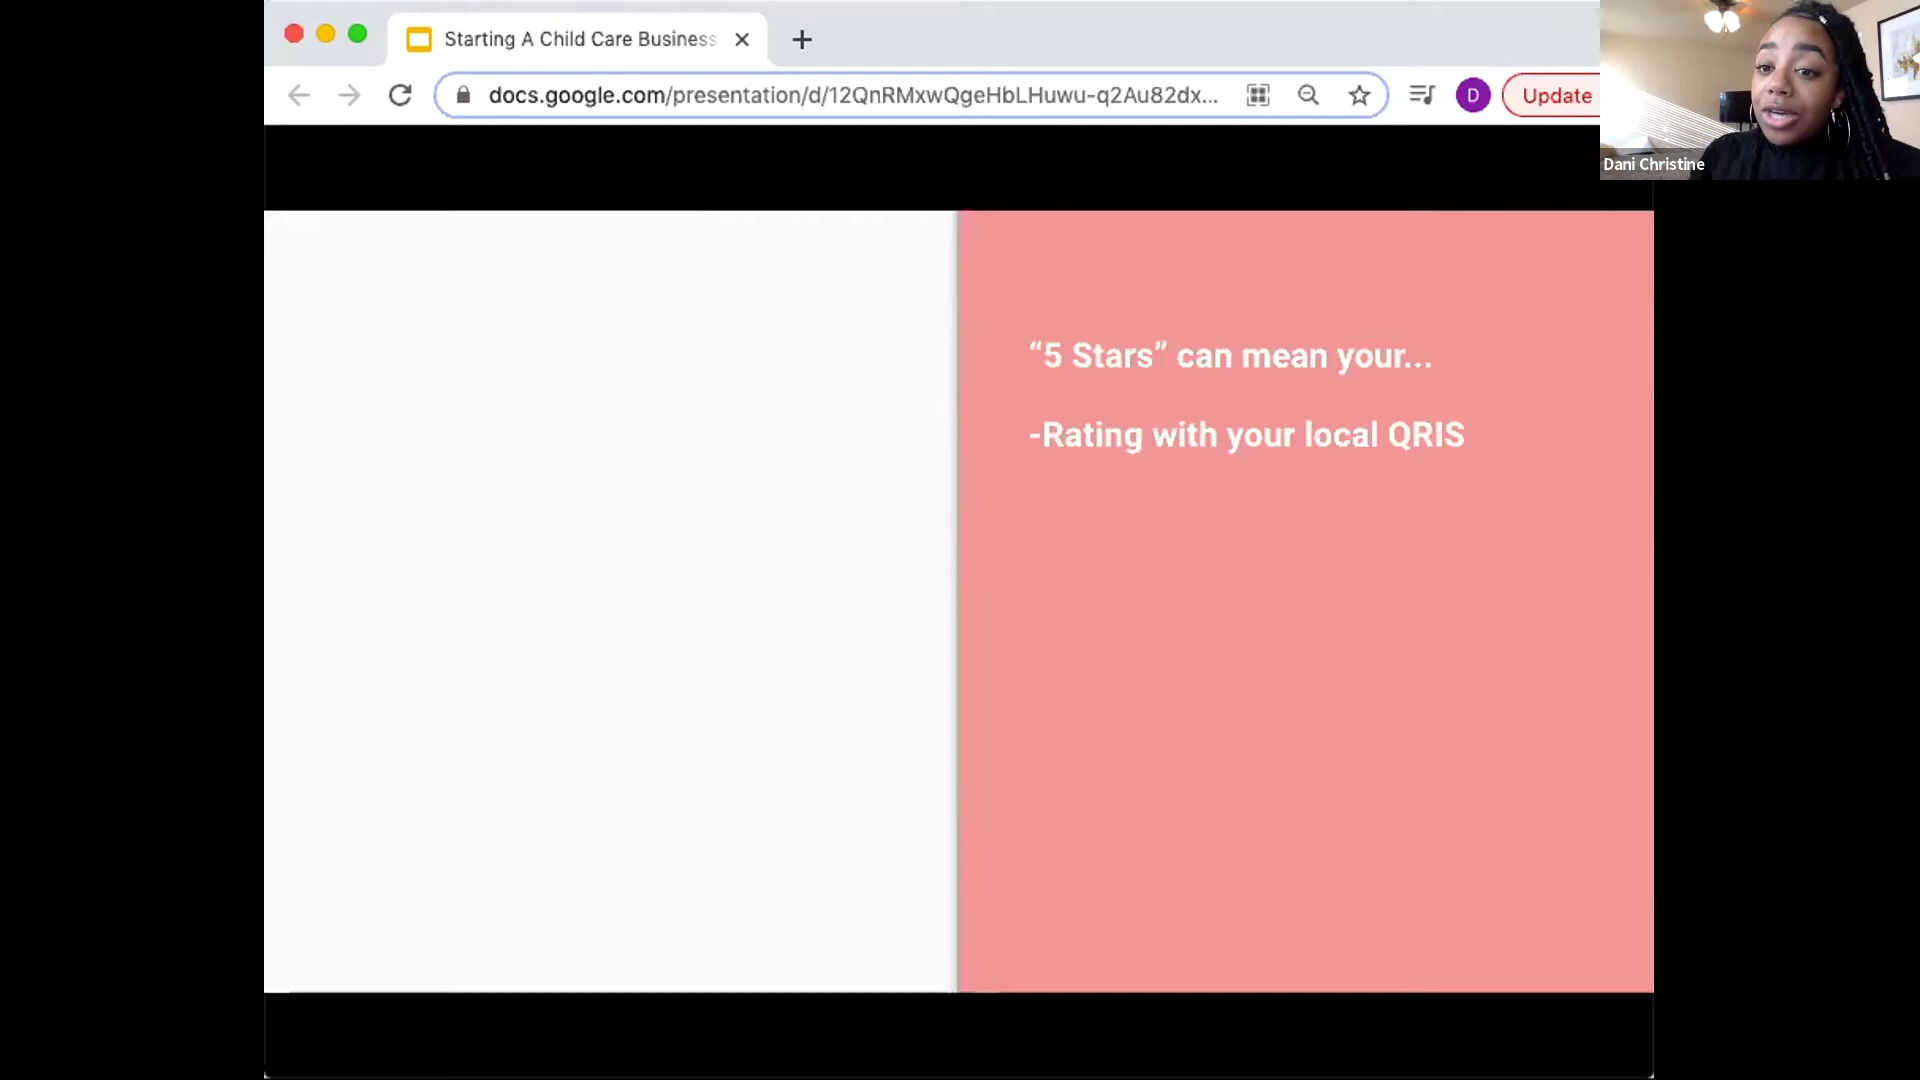 Starting A Child Care Business
docs.google.com/presentation/d/12QnRMxwQgeHbLHuwu-q2Au82dx...
D
Update
Dani Christine
“5 Stars” can mean your...
-Rating with your local QRIS